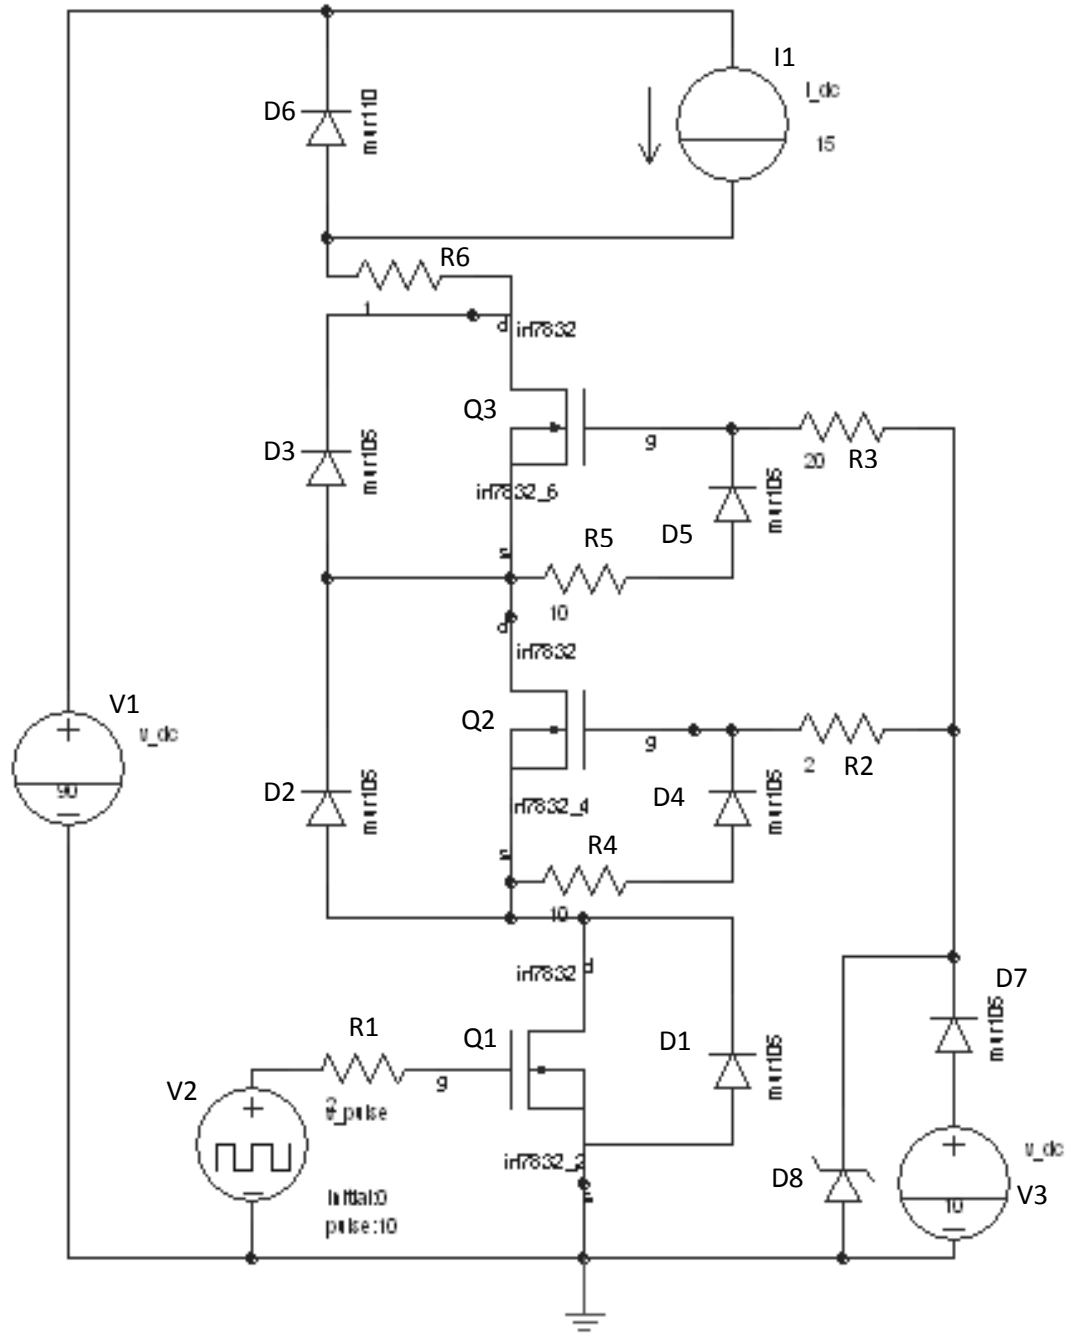 I1
I_dc
15
D6
mur110
R6
1
d
irf7832
Q3
g
20
R3
D3
mur105
irf7832_6
mur105
D5
R5
s
10
d
irf7832
V1
v_dc
90
Q2
g
2
R2
D2
mur105
rf7832_4
D4
mur105
R4
s
10
irf7832
d
D7
mur105
R1
Q1
D1
mur105
V2
g
2
v_pulse
irf7832_2
s
D8
v_dc
V3
10
initial:0
pulse:10